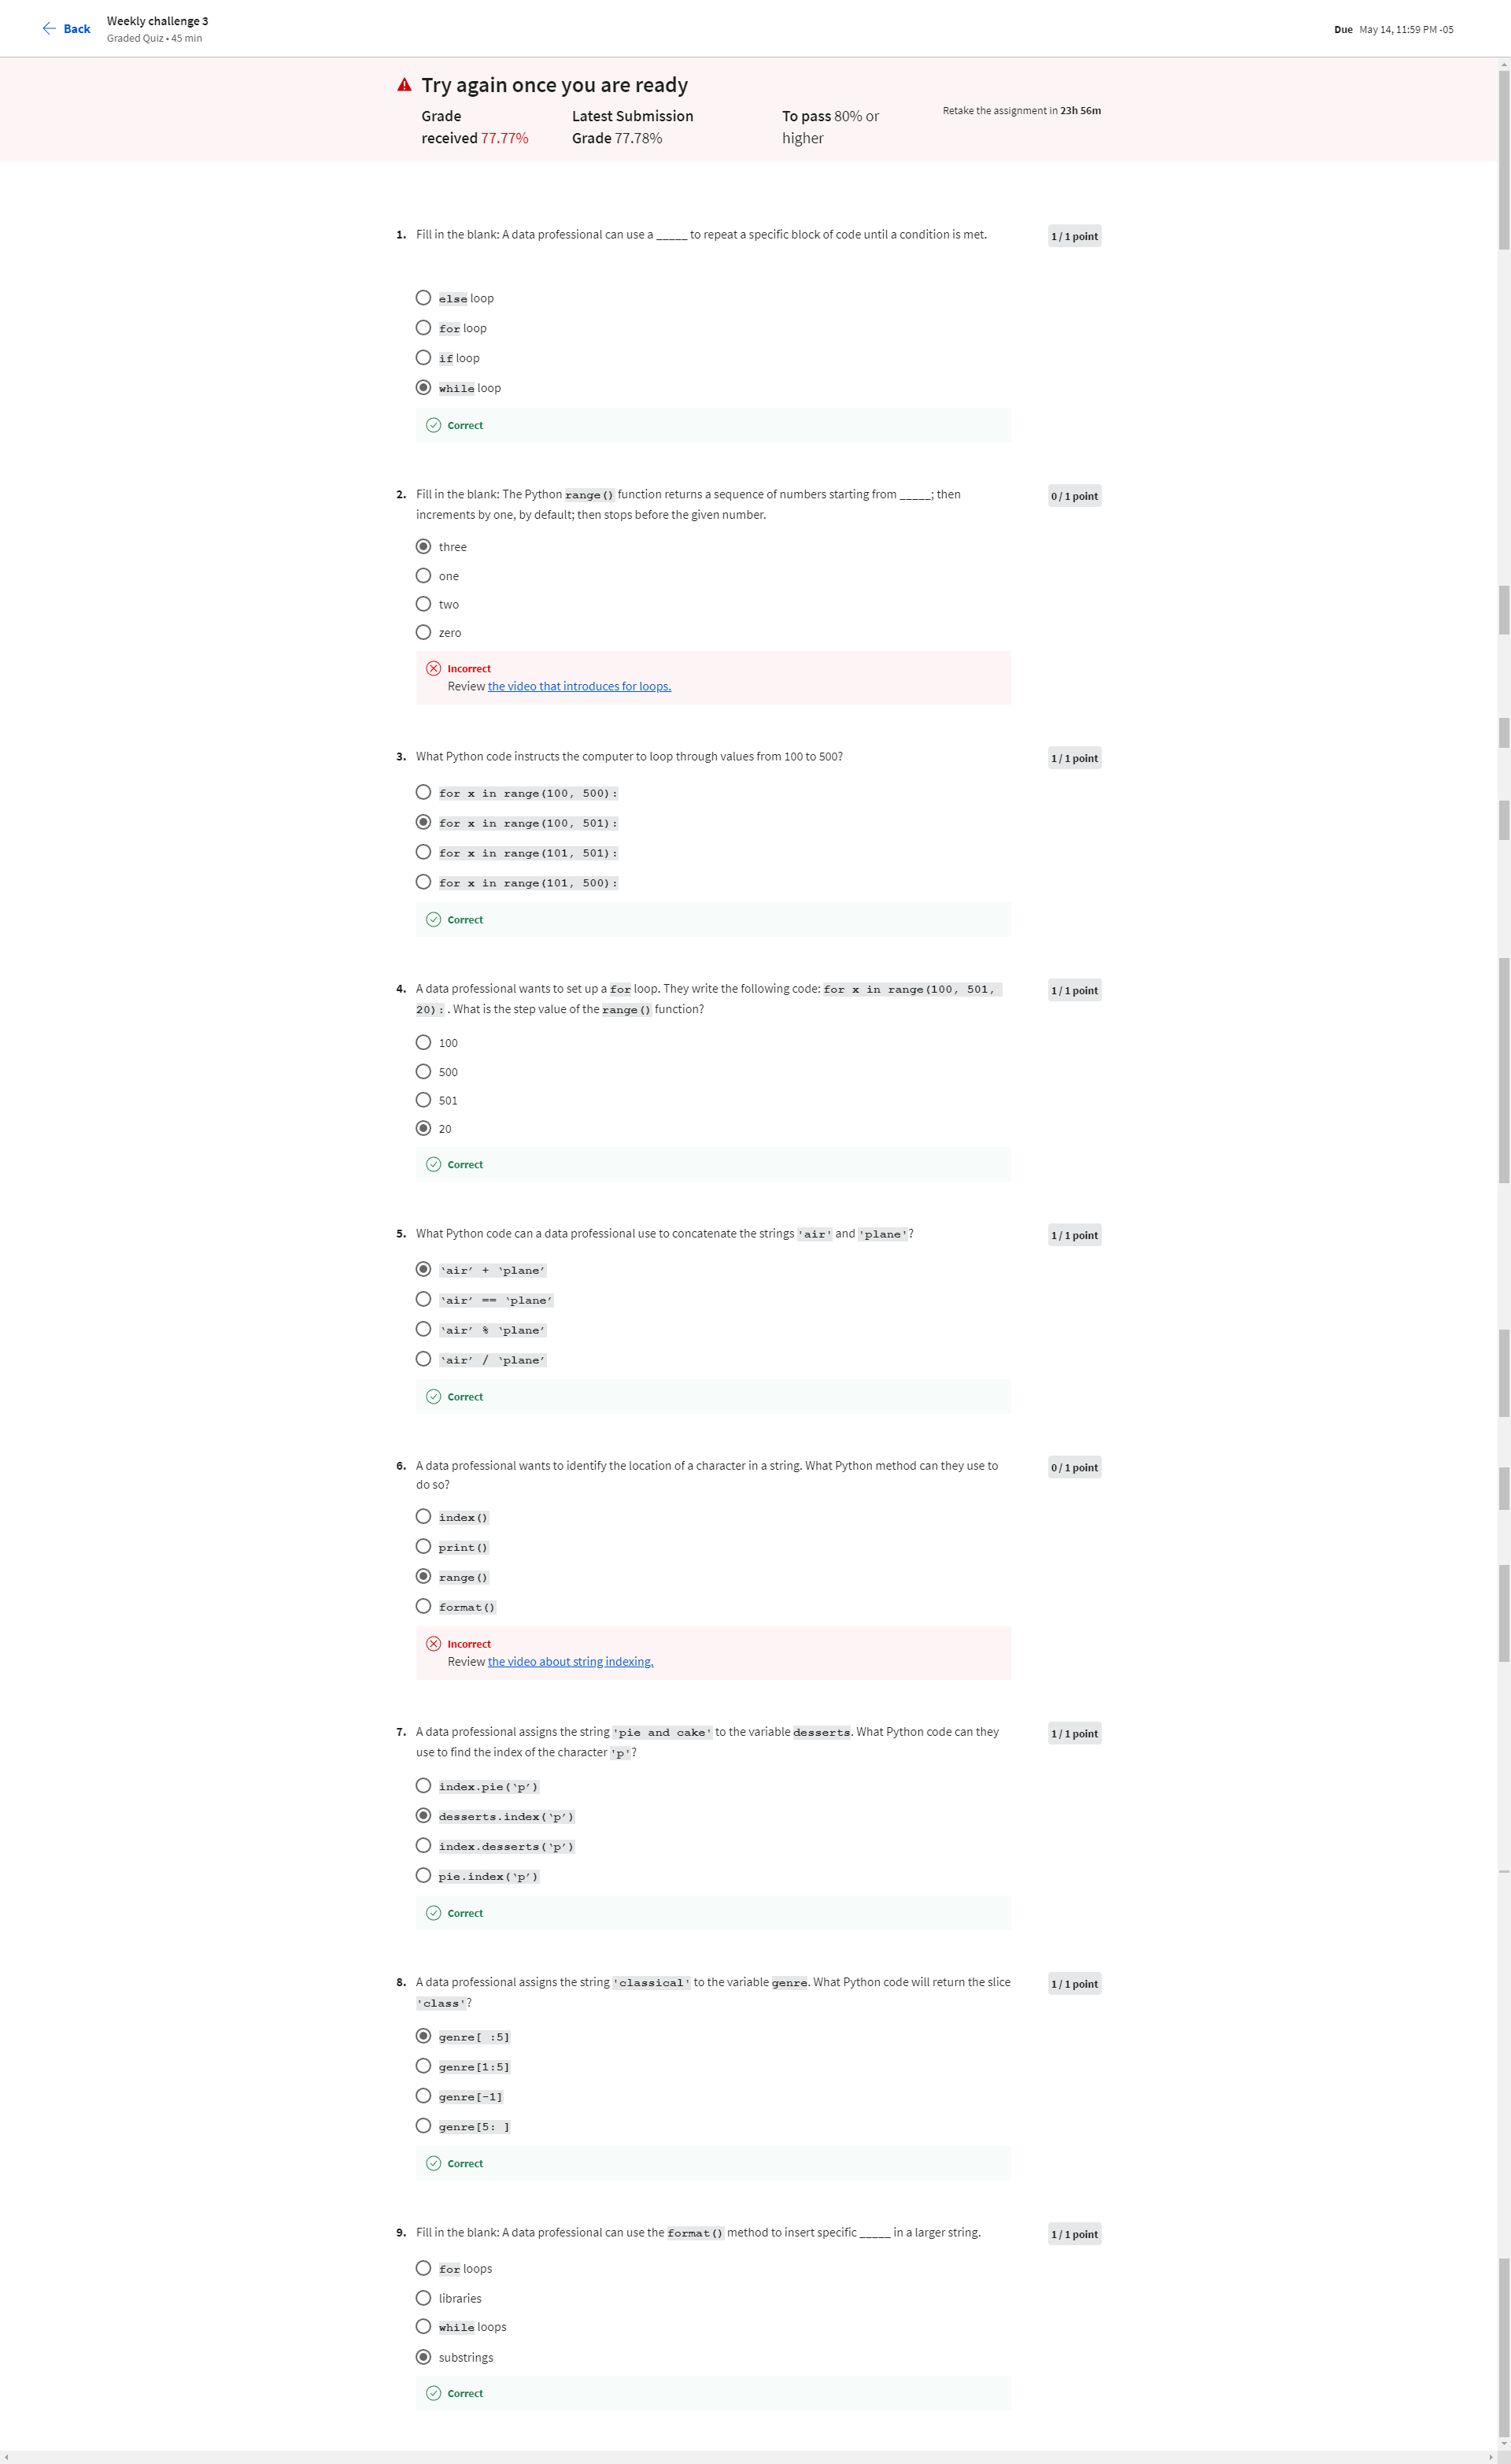 Back
Weekly challenge 3
Graded Quiz • 45 min
Due May 14, 11:59 PM -05
Try again once you are ready
Grade
received 77.77%
Latest Submission
Grade 77.78%
To pass 80% or
higher
Retake the assignment in 23h 56m
1. Fill in the blank: A data professional can use a _____ to repeat a specific block of code until a condition is met.
1 / 1 point
else loop
for loop
if loop
while loop
Correct
2. Fill in the blank: The Python range() function returns a sequence of numbers starting from _____; then
increments by one, by default; then stops before the given number.
0 / 1 point
three
one
two
zero
Incorrect
Review the video that introduces for loops.
3. What Python code instructs the computer to loop through values from 100 to 500?
1 / 1 point
for x in range(100, 500):
for x in range(100, 501):
for x in range(101, 501):
for x in range(101, 500):
Correct
4. A data professional wants to set up a for loop. They write the following code: for x in range(100, 501,
20): . What is the step value of the range() function?
1 / 1 point
100
500
501
20
Correct
5. What Python code can a data professional use to concatenate the strings 'air' and 'plane'?
1 / 1 point
‘air’ + ‘plane’
‘air’ == ‘plane’
‘air’ % ‘plane’
‘air’ / ‘plane’
Correct
6. A data professional wants to identify the location of a character in a string. What Python method can they use to
do so?
0 / 1 point
index()
print()
range()
format()
Incorrect
Review the video about string indexing.
7. A data professional assigns the string 'pie and cake' to the variable desserts. What Python code can they
use to find the index of the character 'p'?
1 / 1 point
index.pie(‘p’)
desserts.index(‘p’)
index.desserts(‘p’)
pie.index(‘p’)
Correct
8. A data professional assigns the string 'classical' to the variable genre. What Python code will return the slice
'class'?
1 / 1 point
genre[ :5]
genre[1:5]
genre[-1]
genre[5: ]
Correct
9. Fill in the blank: A data professional can use the format() method to insert specific _____ in a larger string.
1 / 1 point
for loops
libraries
while loops
substrings
Correct